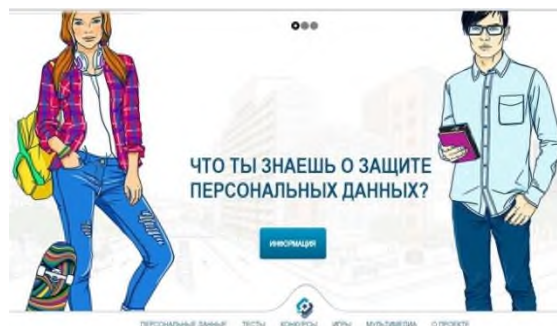 ЧТО ТЫ ЗНАЕШЬ О ЗАЩИТЕ
ПЕРСОНАЛЬНЫХ ДАННЫХ?
ИНФОРМАЦИЯ
ПЕРСОНАЛЬНЫЕ ДАННЫЕ ТЕСТЫ КОНКУРСЫ ИГРЫ МУЛЬТИМЕДИА О ПРОЕКТЕ